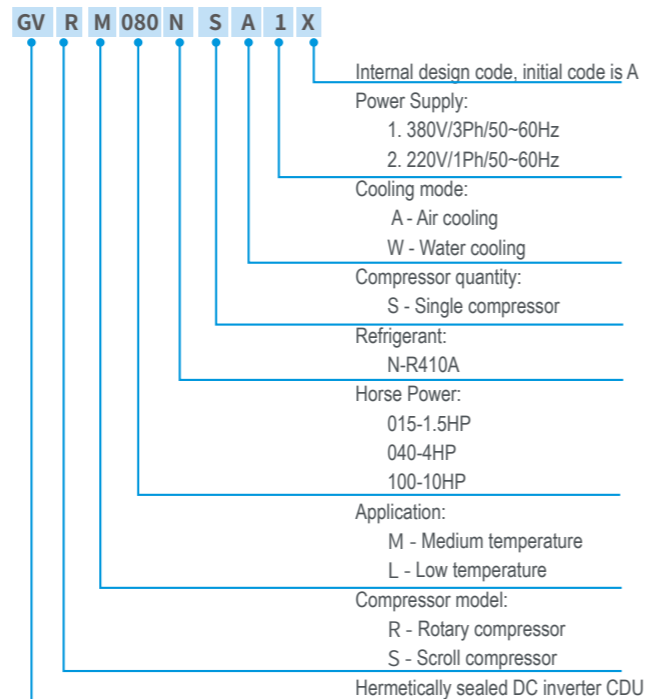 GV R M 080 N S A 1 X
Internal design code, initial code is A
Power Supply:
1. 380V/3Ph/50~60Hz
2. 220V/1Ph/50~60Hz
Cooling mode:
A - Air cooling
W - Water cooling
Compressor quantity:
S - Single compressor
Refrigerant:
N-R410A
Horse Power:
015-1.5HP
040-4HP
100-10HP
Application:
M - Medium temperature
L - Low temperature
Compressor model:
R - Rotary compressor
S - Scroll compressor
Hermetically sealed DC inverter CDU